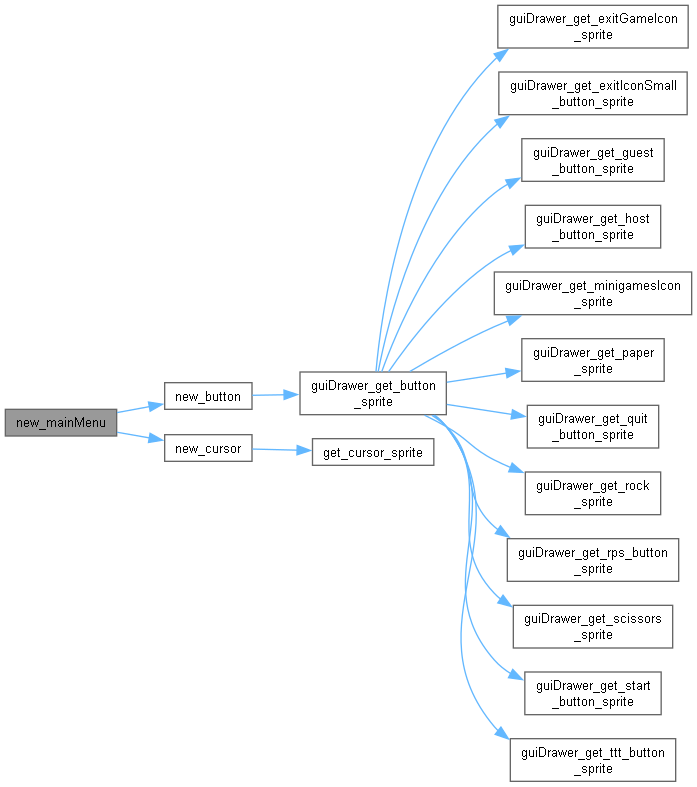 new_mainMenu
new_button
new_cursor
guiDrawer_get_button
_sprite
get_cursor_sprite
guiDrawer_get_exitGameIcon
_sprite
guiDrawer_get_exitIconSmall
_button_sprite
guiDrawer_get_guest
_button_sprite
guiDrawer_get_host
_button_sprite
guiDrawer_get_minigamesIcon
_sprite
guiDrawer_get_paper
_sprite
guiDrawer_get_quit
_button_sprite
guiDrawer_get_rock
_sprite
guiDrawer_get_rps_button
_sprite
guiDrawer_get_scissors
_sprite
guiDrawer_get_start
_button_sprite
guiDrawer_get_ttt_button
_sprite